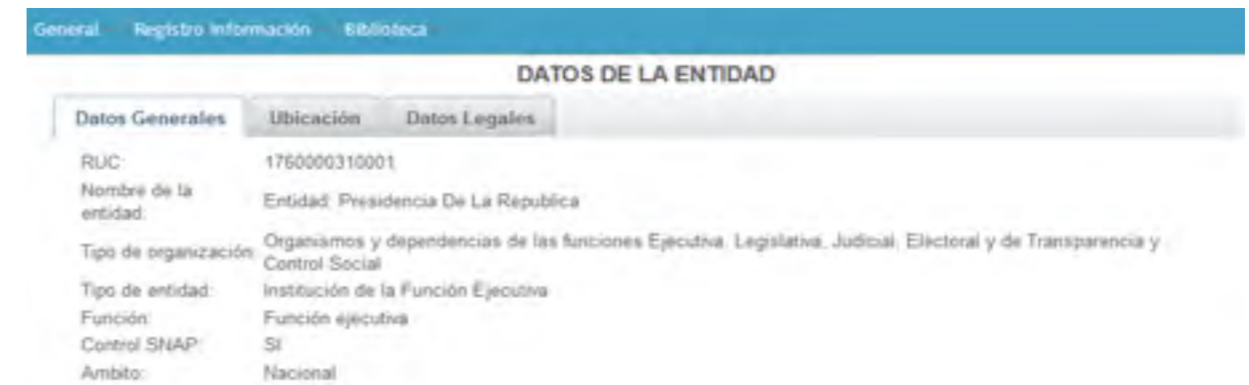 General Registro Información Biblioteca
DATOS DE LA ENTIDAD
Datos Generales Ubicación Datos Legales
RUC: 1760000310001
Nombre de la entidad: Entidad: Presidencia De La Republica
Tipo de organización: Organismos y dependencias de las funciones Ejecutiva, Legislativa, Judicial, Electoral y de Transparencia y
Control Social
Tipo de entidad: Institución de la Función Ejecutiva
Función: Función ejecutiva
Control SNAP: SI
Ambito: Nacional